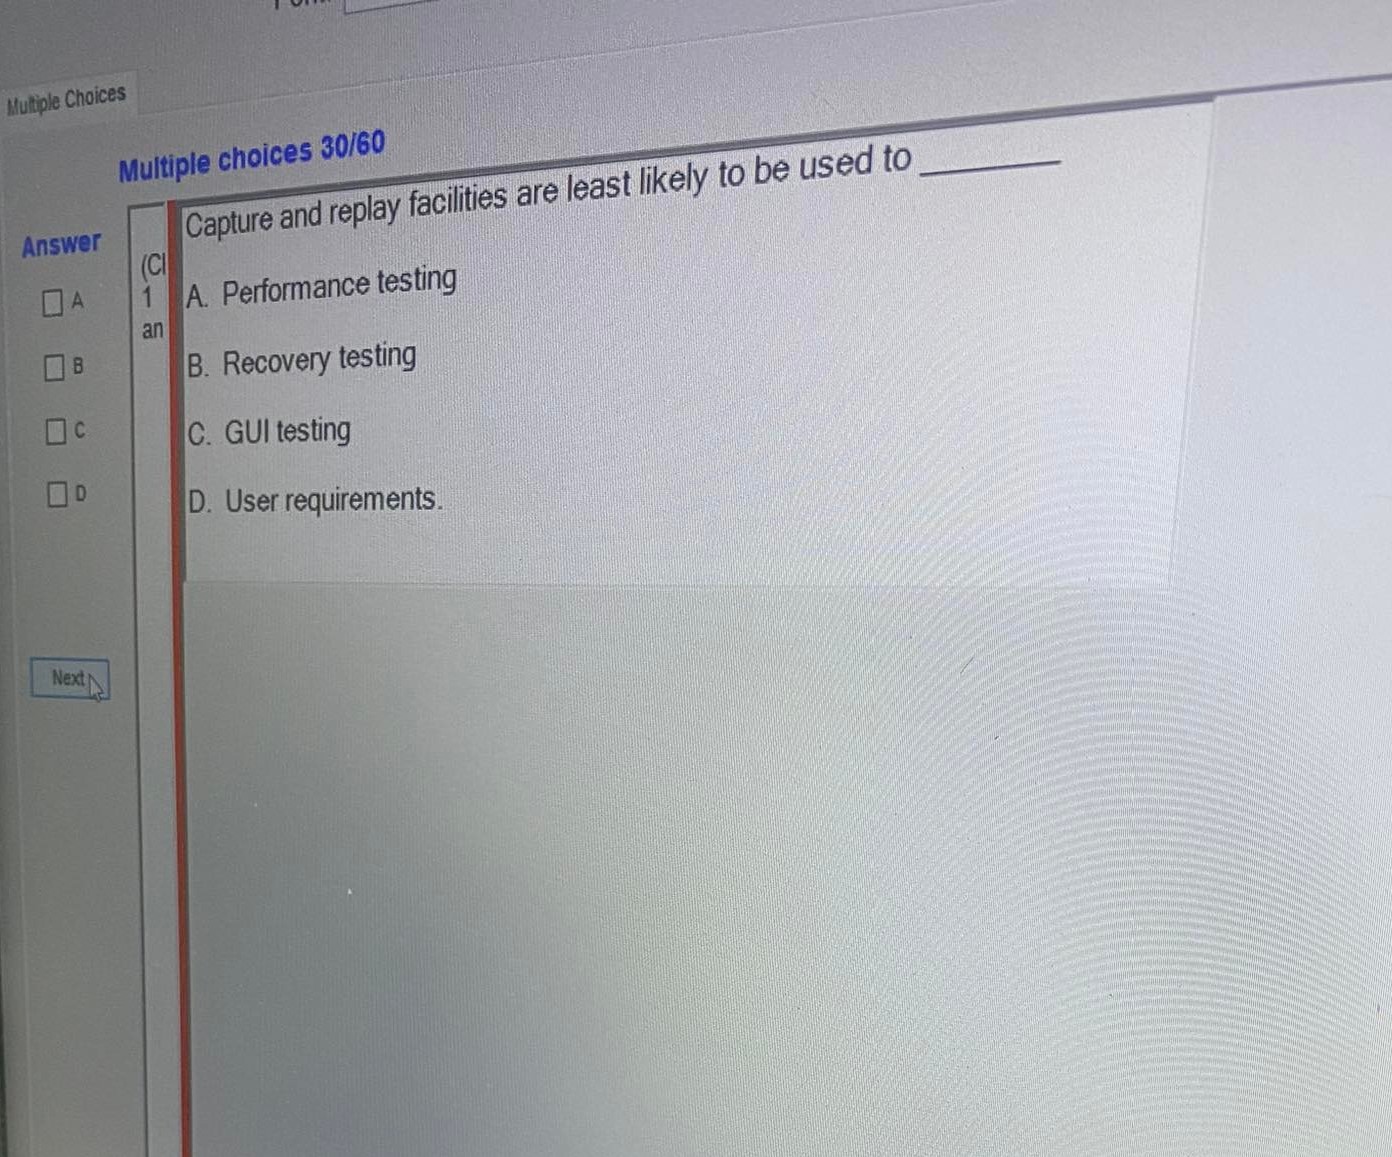 Multiple Choices
Multiple choices 30/60
Answer
A
B
C
D
Next
(Cl
1
an
Capture and replay facilities are least likely to be used to ________
A. Performance testing
B. Recovery testing
C. GUI testing
D. User requirements.